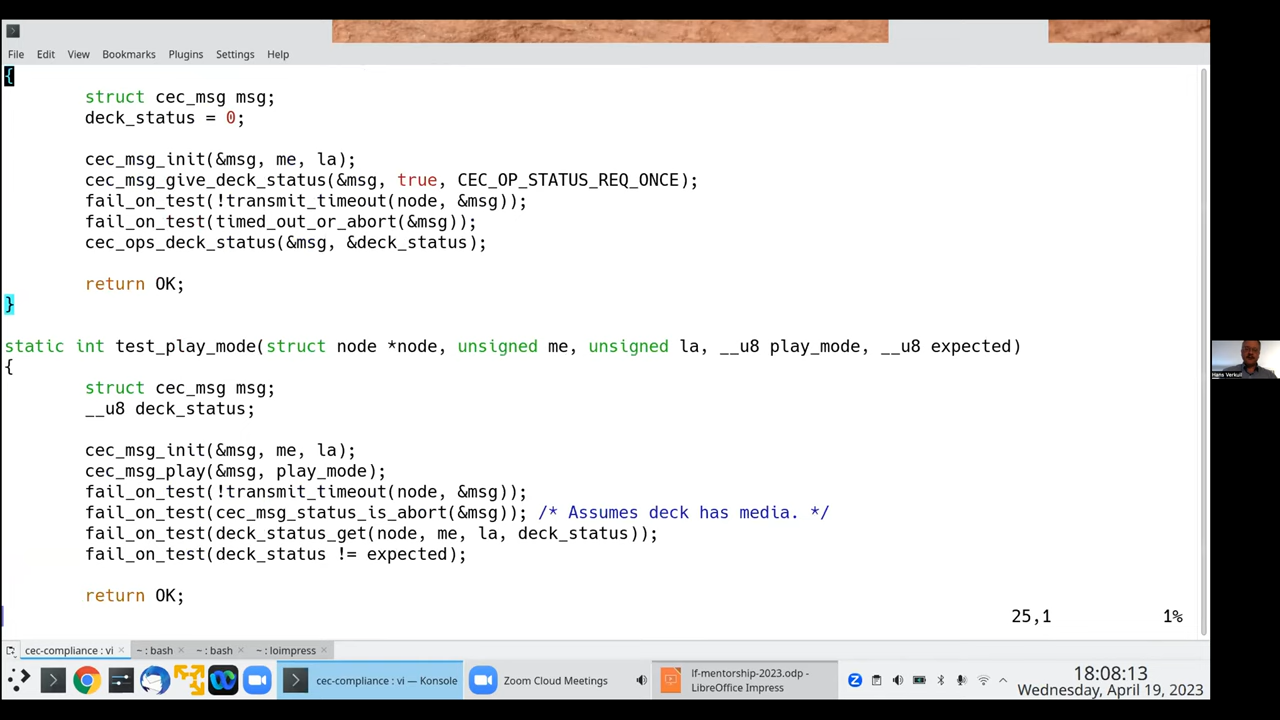 File Edit View Bookmarks Plugins Settings Help
{
struct cec_msg msg;
deck_status = 0;
cec_msg_init(&msg, me, la);
cec_msg_give_deck_status(&msg, true, CEC_OP_STATUS_REQ_ONCE);
fail_on_test(!transmit_timeout(node, &msg));
fail_on_test(timed_out_or_abort(&msg));
cec_ops_deck_status(&msg, &deck_status);
return OK;
}
static int test_play_mode(struct node *node, unsigned me, unsigned la, __u8 play_mode, __u8 expected)
{
struct cec_msg msg;
__u8 deck_status;
cec_msg_init(&msg, me, la);
cec_msg_play(&msg, play_mode);
fail_on_test(!transmit_timeout(node, &msg));
fail_on_test(cec_msg_status_is_abort(&msg)); /* Assumes deck has media. */
fail_on_test(deck_status_get(node, me, la, deck_status));
fail_on_test(deck_status != expected);
return OK;
25,1 1%
Hans Verkuil
cec-compliance : vi ~ : bash ~ : bash ~ : loimpress
cec-compliance : vi — Konsole
Zoom Cloud Meetings
lf-mentorship-2023.odp -
LibreOffice Impress
18:08:13
Wednesday, April 19, 2023